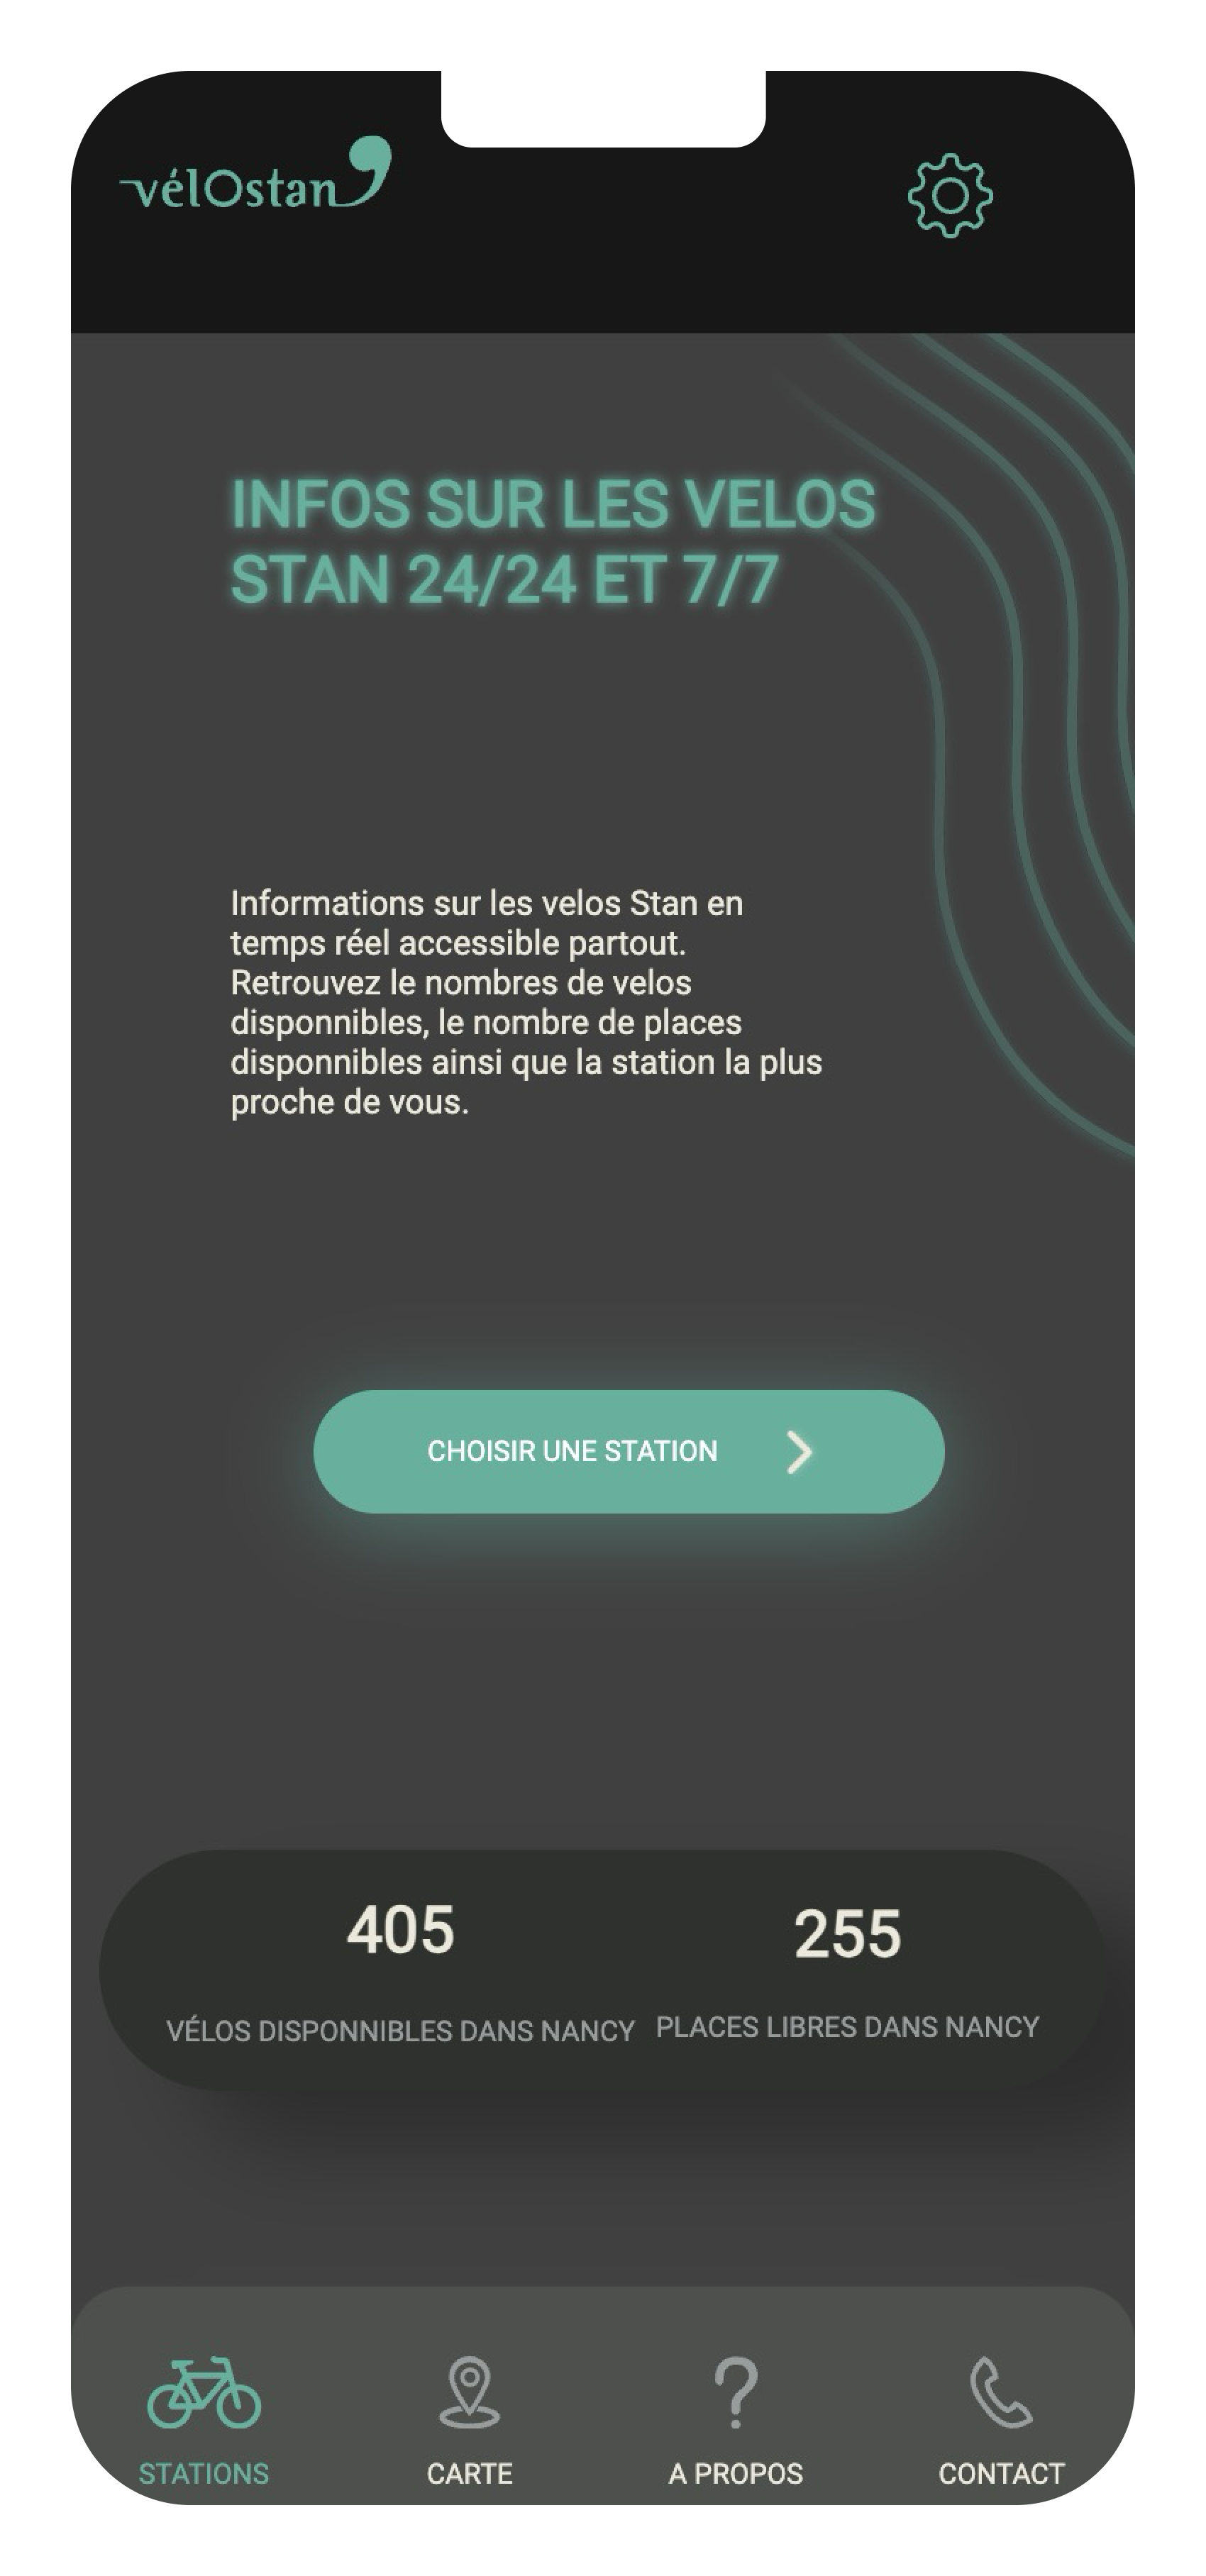 vélOstan
INFOS SUR LES VELOS
STAN 24/24 ET 7/7
Informations sur les velos Stan en
temps réel accessible partout.
Retrouvez le nombres de velos
disponnibles, le nombre de places
disponnibles ainsi que la station la plus
proche de vous.
CHOISIR UNE STATION
405
255
VÉLOS DISPONNIBLES DANS NANCY
PLACES LIBRES DANS NANCY
STATIONS
CARTE
A PROPOS
CONTACT